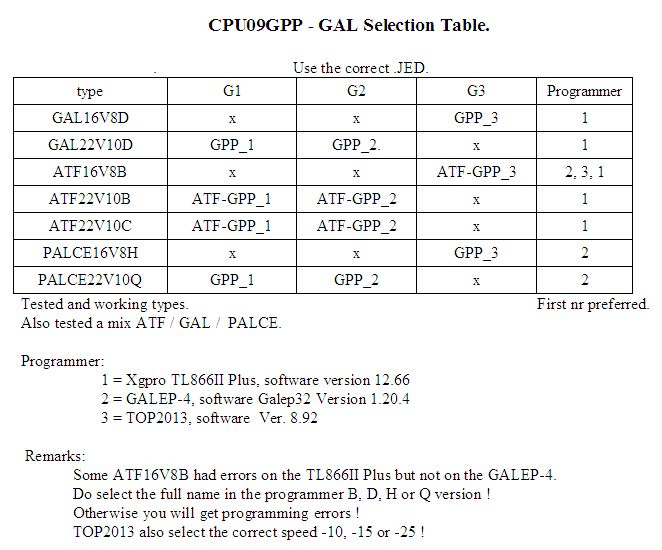 CPU09GPP - GAL Selection Table.
. Use the correct .JED.
type G1 G2 G3 Programmer
GAL16V8D x x GPP_3 1
GAL22V10D GPP_1 GPP_2. x 1
ATF16V8B x x ATF-GPP_3 2, 3, 1
ATF22V10B ATF-GPP_1 ATF-GPP_2 x 1
ATF22V10C ATF-GPP_1 ATF-GPP_2 x 1
PALCE16V8H x x GPP_3 2
PALCE22V10Q GPP_1 GPP_2 x 2
Tested and working types. First nr preferred.
Also tested a mix ATF / GAL / PALCE.
Programmer:
1 = Xgpro TL866II Plus, software version 12.66
2 = GALEP-4, software Galep32 Version 1.20.4
3 = TOP2013, software Ver. 8.92
Remarks:
Some ATF16V8B had errors on the TL866II Plus but not on the GALEP-4.
Do select the full name in the programmer B, D, H or Q version !
Otherwise you will get programming errors !
TOP2013 also select the correct speed -10, -15 or -25 !